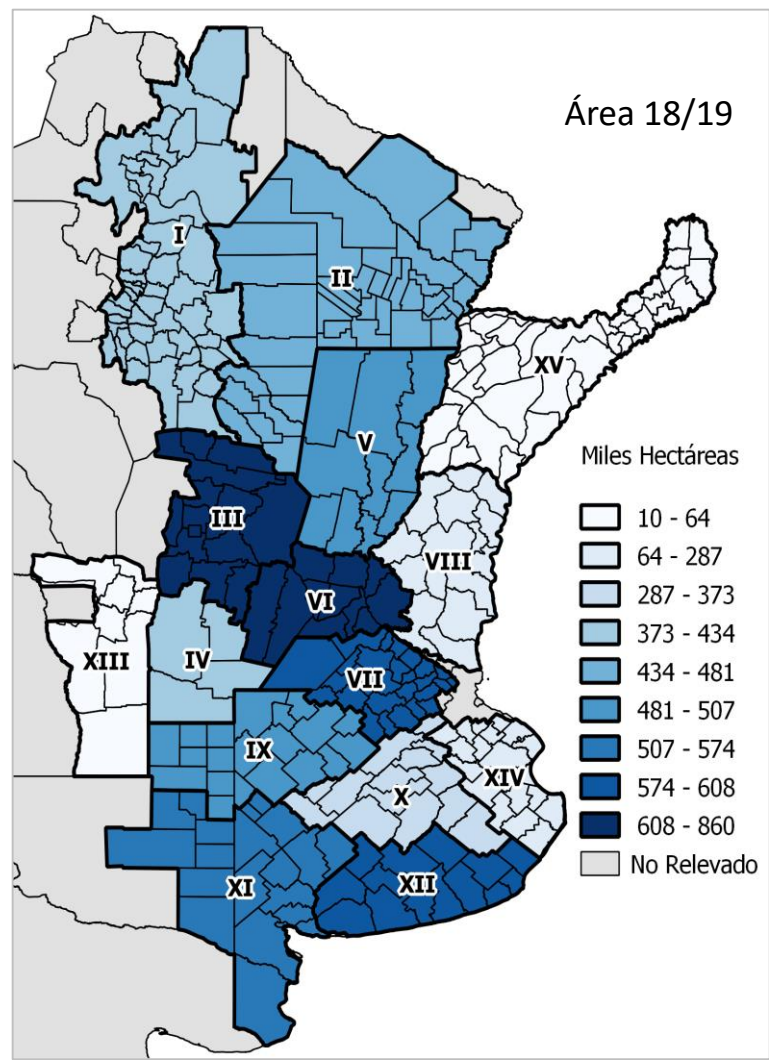 Área 18/19
I
II
XV
V
Miles Hectáreas
10 - 64
III
64 - 287
VIII
287 - 373
VI
373 - 434
XIII
IV
434 - 481
VII
481 - 507
IX
507 - 574
XIV
574 - 608
X
608 - 860
No Relevado
XI
XII